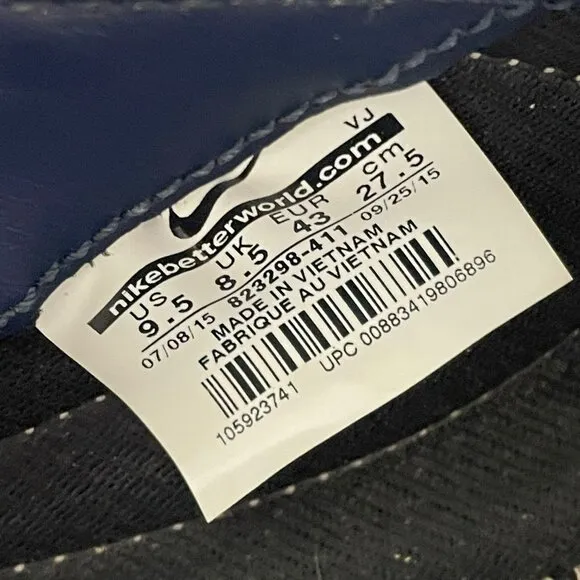 VJ
nikebetterworld.com
US UK EUR cm
9.5 8.5 43 27.5
07/08/15 823298-411 09/25/15
MADE IN VIETNAM
FABRIQUE AU VIETNAM
105923741 UPC 00883419806896